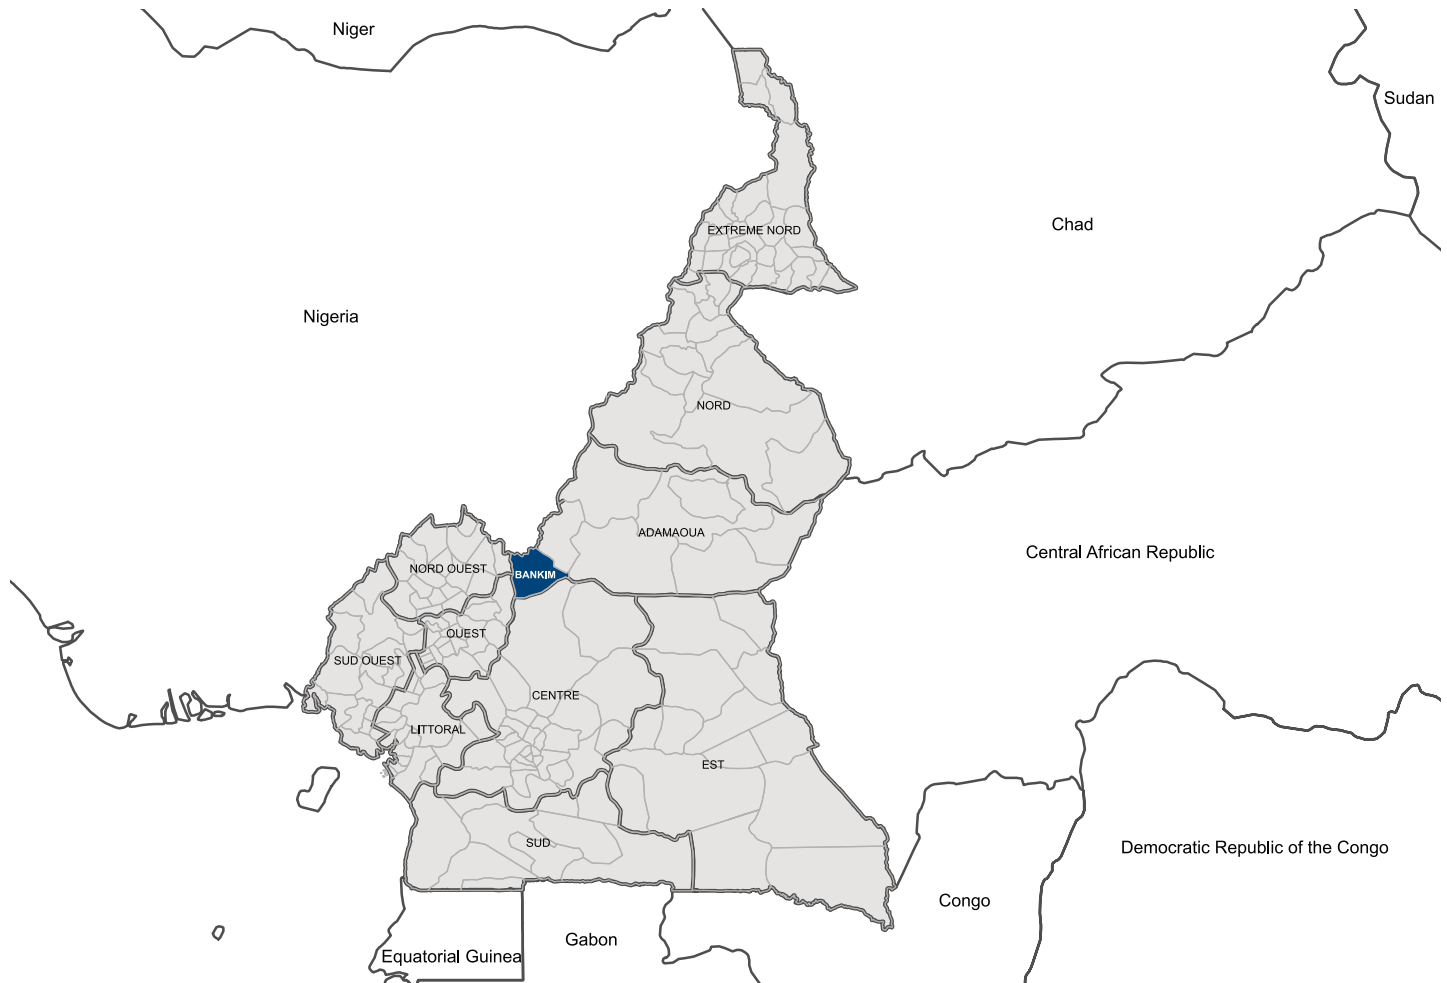 Niger
Sudan
Chad
EXTREME NORD
Nigeria
NORD
ADAMAOUA
Central African Republic
NORD OUEST
BANKIM
OUEST
SUD OUEST
CENTRE
LITTORAL
EST
SUD
Democratic Republic of the Congo
Congo
Gabon
Equatorial Guinea